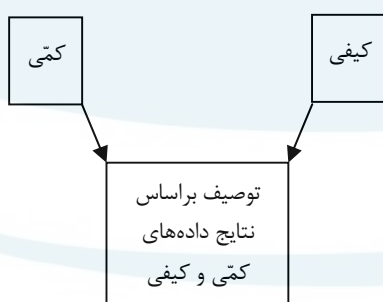 کیفی
کمّی
توصیف براساس
نتایج داده‌های
کمّی و کیفی